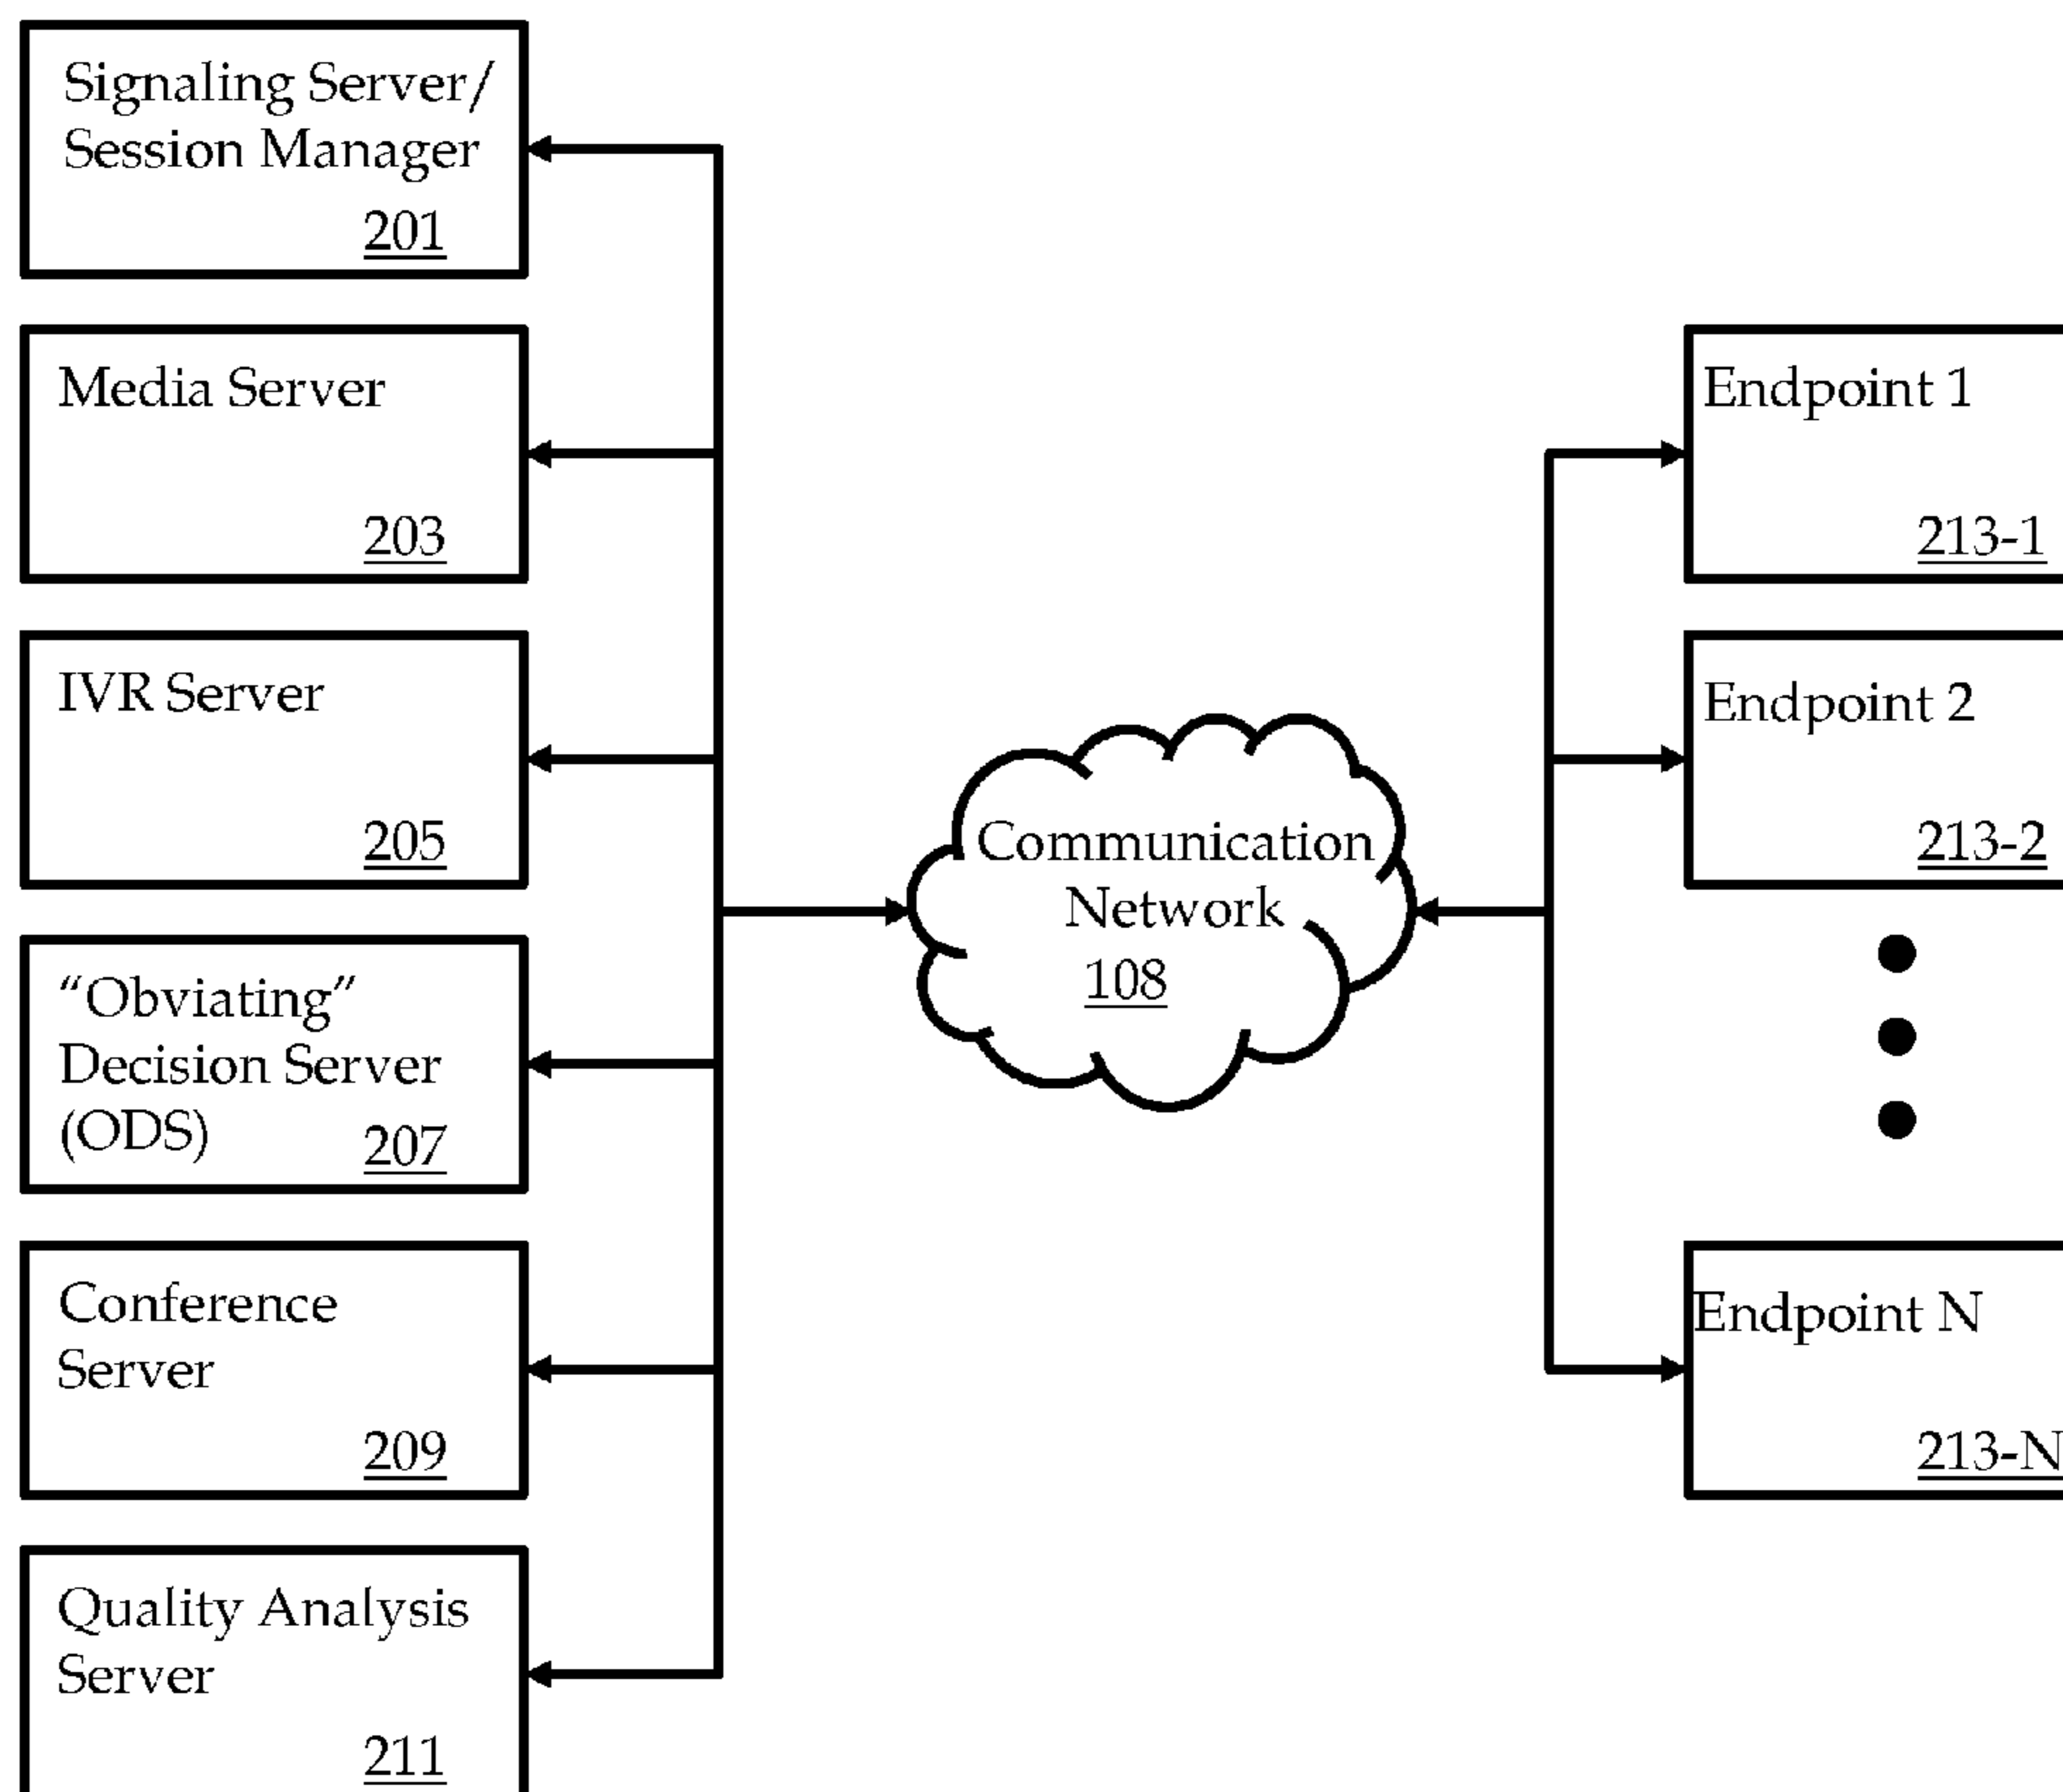 Signaling Server/
Session Manager
201
Media Server
203
IVR Server
205
“Obviating”
Decision Server
(ODS) 207
Conference
Server
209
Quality Analysis
Server
211
Communication
Network
108
Endpoint 1
213-1
Endpoint 2
213-2
Endpoint N
213-N